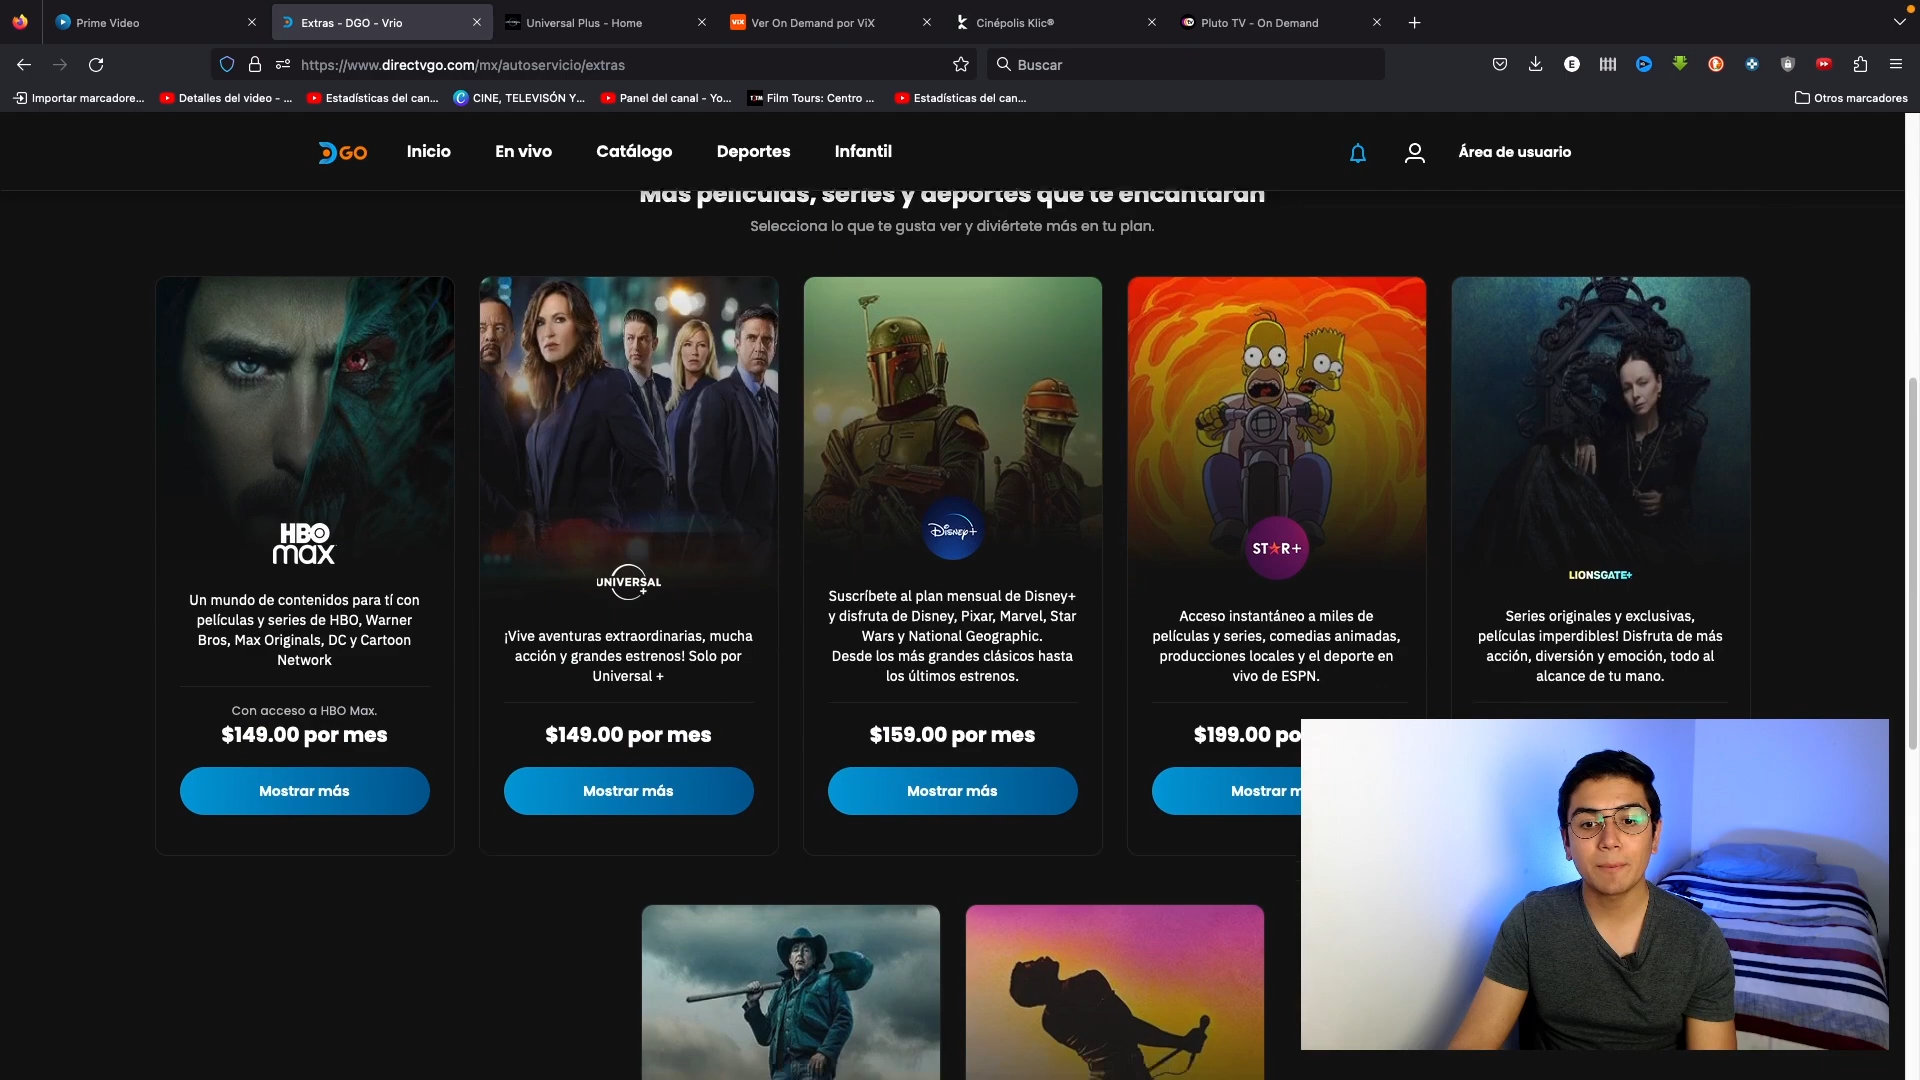 Prime Video
Extras - DGO - Vrio
Universal Plus - Home
Ver On Demand por ViX
Cinépolis Klic®
Pluto TV - On Demand
https://www.directvgo.com/mx/autoservicio/extras
Buscar
Importar marcadore...
Detalles del video - ...
Estadísticas del can...
CINE, TELEVISÓN Y...
Panel del canal - Yo...
Film Tours: Centro ...
Estadísticas del can...
Otros marcadores
DGO
Inicio
En vivo
Catálogo
Deportes
Infantil
Área de usuario
Más películas, series y deportes que te encantarán
Selecciona lo que te gusta ver y diviértete más en tu plan.
HBO
max
Un mundo de contenidos para tí con
películas y series de HBO, Warner
Bros, Max Originals, DC y Cartoon
Network
Con acceso a HBO Max.
$149.00 por mes
Mostrar más
UNIVERSAL+
¡Vive aventuras extraordinarias, mucha
acción y grandes estrenos! Solo por
Universal +
$149.00 por mes
Mostrar más
Disney+
Suscríbete al plan mensual de Disney+
y disfruta de Disney, Pixar, Marvel, Star
Wars y National Geographic.
Desde los más grandes clásicos hasta
los últimos estrenos.
$159.00 por mes
Mostrar más
STAR+
Acceso instantáneo a miles de
películas y series, comedias animadas,
producciones locales y el deporte en
vivo de ESPN.
$199.00 po
Mostrar m
LIONSGATE+
Series originales y exclusivas,
películas imperdibles! Disfruta de más
acción, diversión y emoción, todo al
alcance de tu mano.